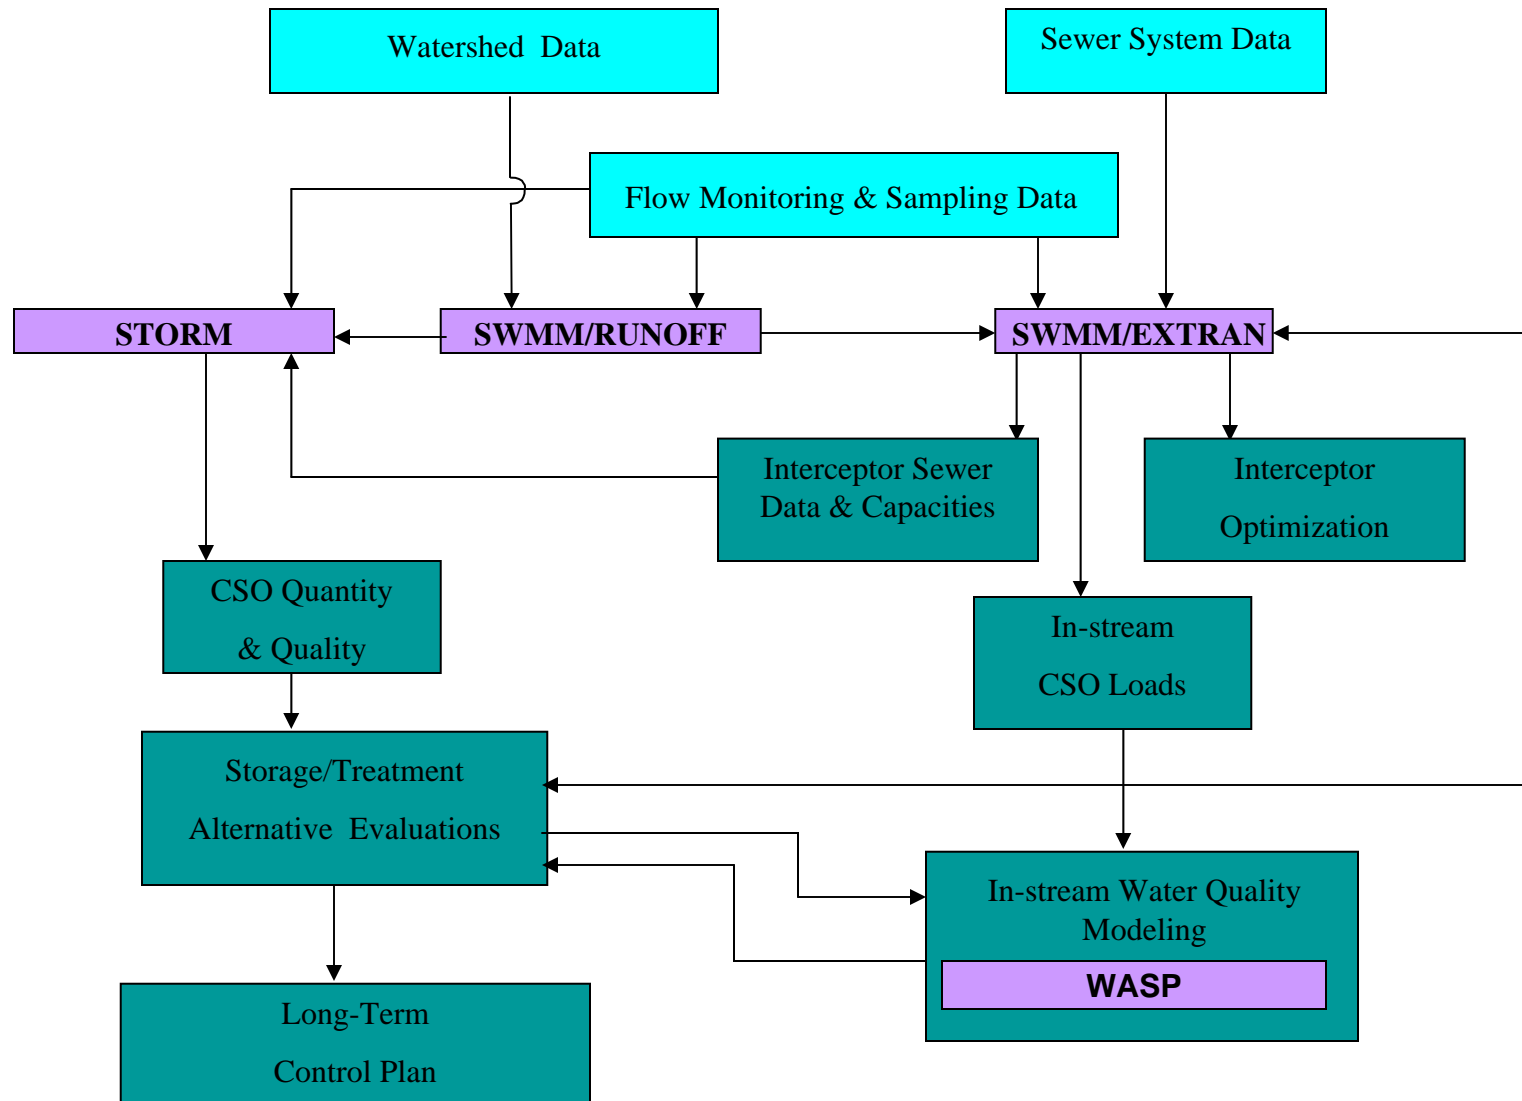 Watershed Data
Sewer System Data
Flow Monitoring & Sampling Data
STORM
SWMM/RUNOFF
SWMM/EXTRAN
Interceptor Sewer
Data & Capacities
Interceptor
Optimization
CSO Quantity
& Quality
In-stream
CSO Loads
Storage/Treatment
Alternative Evaluations
In-stream Water Quality
Modeling
WASP
Long-Term
Control Plan